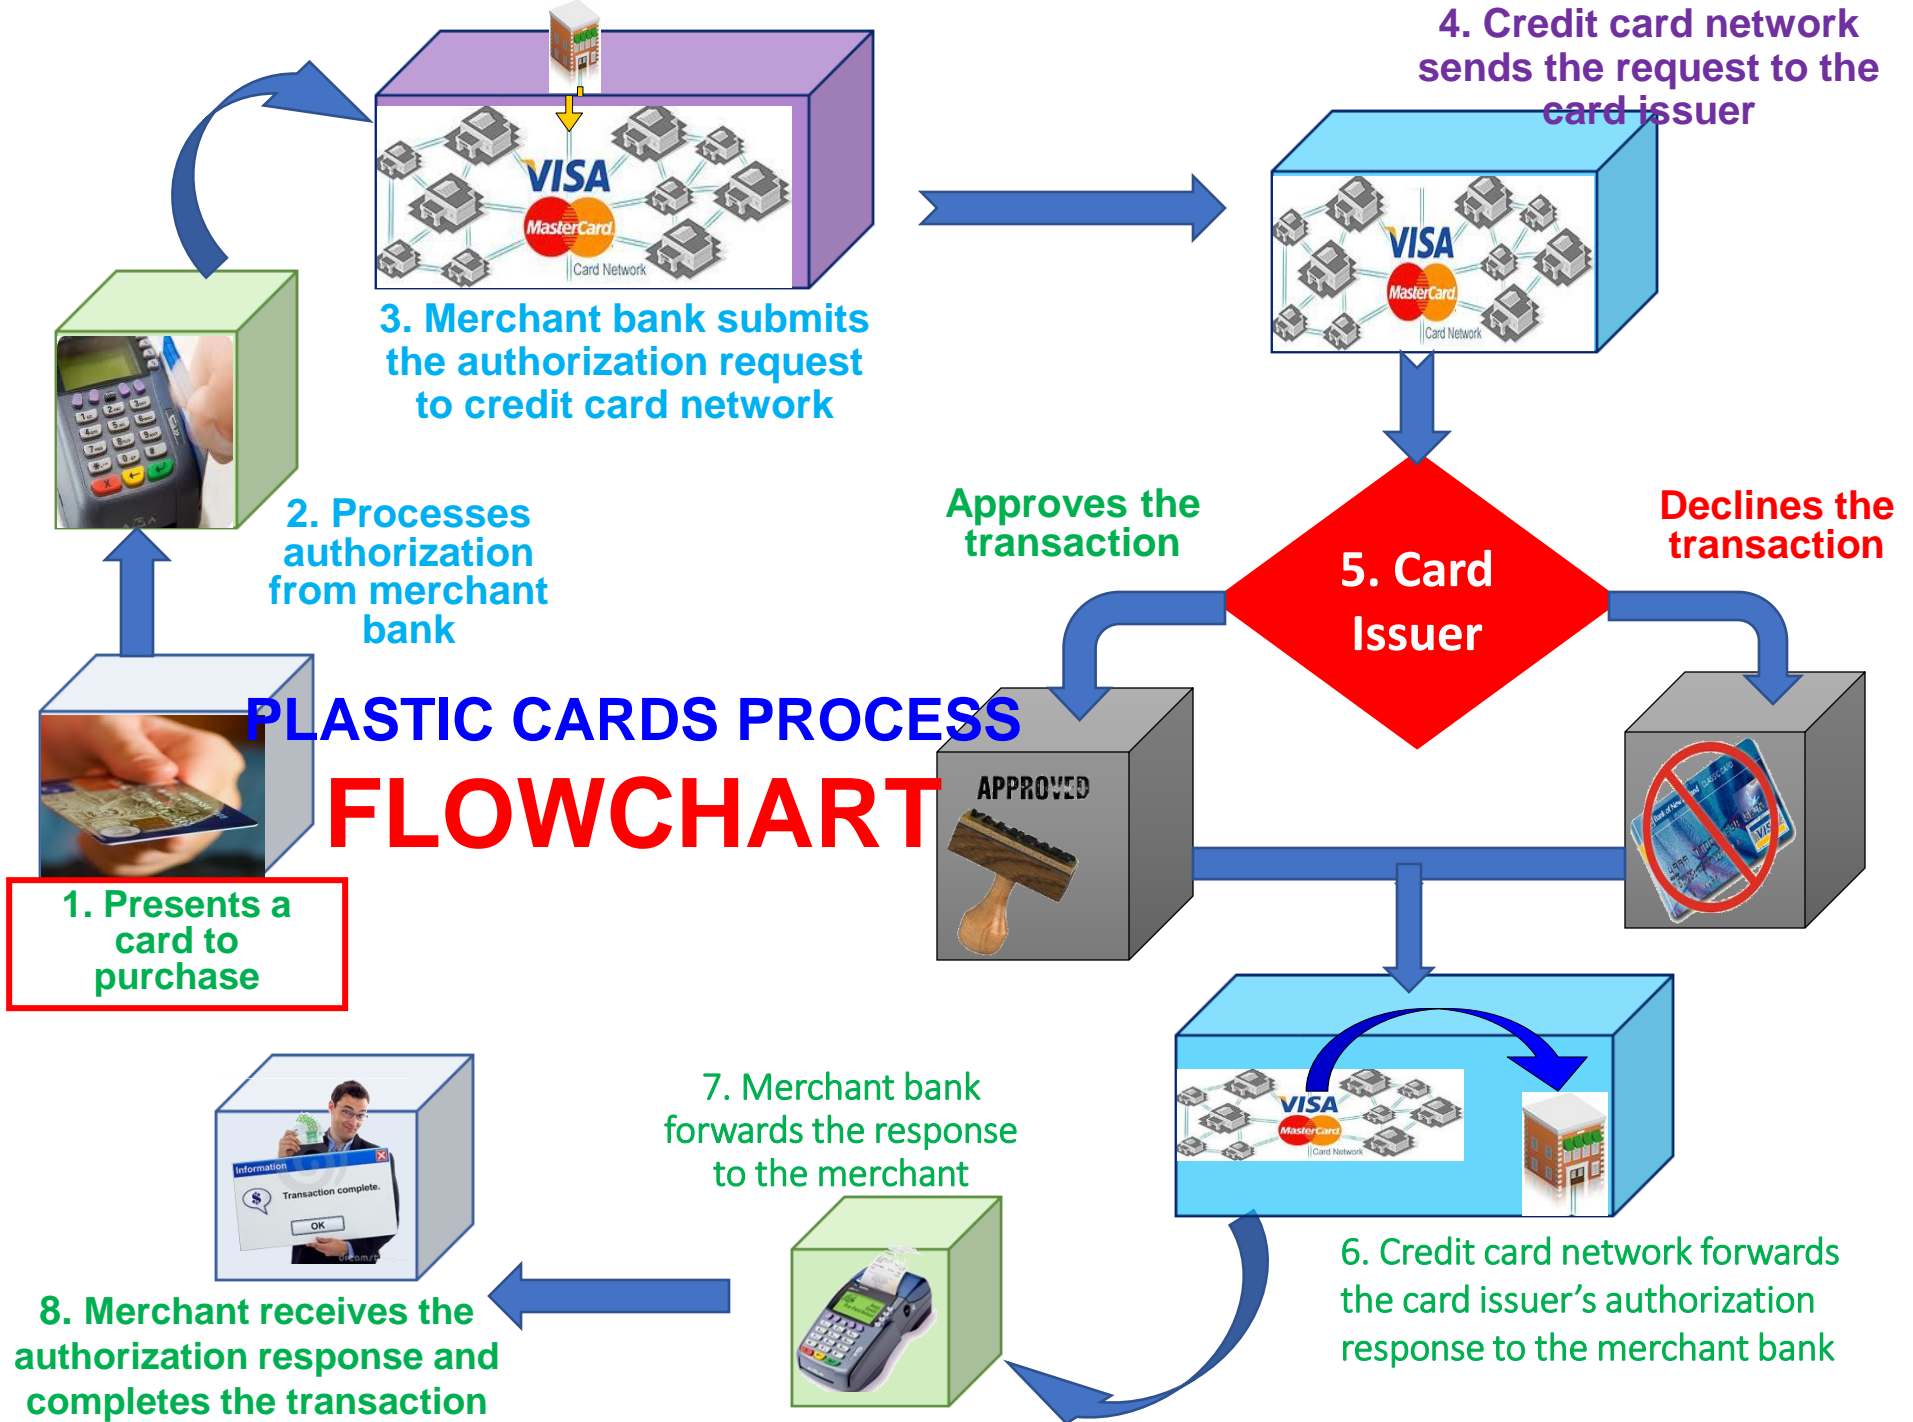 4. Credit card network
sends the request to the
card issuer
VISA
MasterCard
Card Network
VISA
MasterCard
Card Network
3. Merchant bank submits
the authorization request
to credit card network
2. Processes
authorization
from merchant
bank
Approves the
transaction
Declines the
transaction
5. Card
Issuer
PLASTIC CARDS PROCESS
FLOWCHART
APPROVED
CLASSIC CARD
VISA
1. Presents a
card to
purchase
7. Merchant bank
forwards the response
to the merchant
VISA
MasterCard
Card Network
Information
Transaction complete.
$
OK
6. Credit card network forwards
the card issuer’s authorization
response to the merchant bank
8. Merchant receives the
authorization response and
completes the transaction